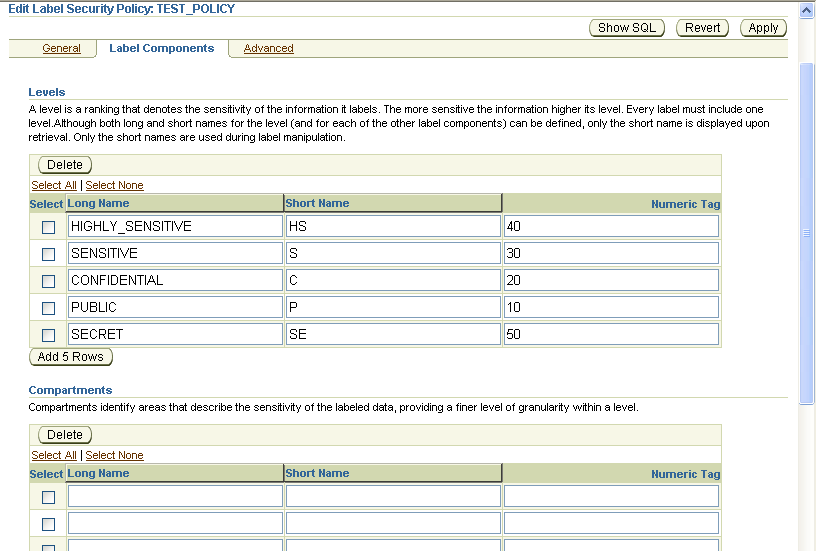 Edit Label Security Policy: TEST_POLICY
Show SQL Revert Apply
General Label Components Advanced
Levels
A level is a ranking that denotes the sensitivity of the information it labels. The more sensitive the information higher its level. Every label must include one
level.Although both long and short names for the level (and for each of the other label components) can be defined, only the short name is displayed upon
retrieval. Only the short names are used during label manipulation.
Delete
Select All | Select None
Select Long Name Short Name Numeric Tag
HIGHLY_SENSITIVE HS 40
SENSITIVE S 30
CONFIDENTIAL C 20
PUBLIC P 10
SECRET SE 50
Add 5 Rows
Compartments
Compartments identify areas that describe the sensitivity of the labeled data, providing a finer level of granularity within a level.
Delete
Select All | Select None
Select Long Name Short Name Numeric Tag